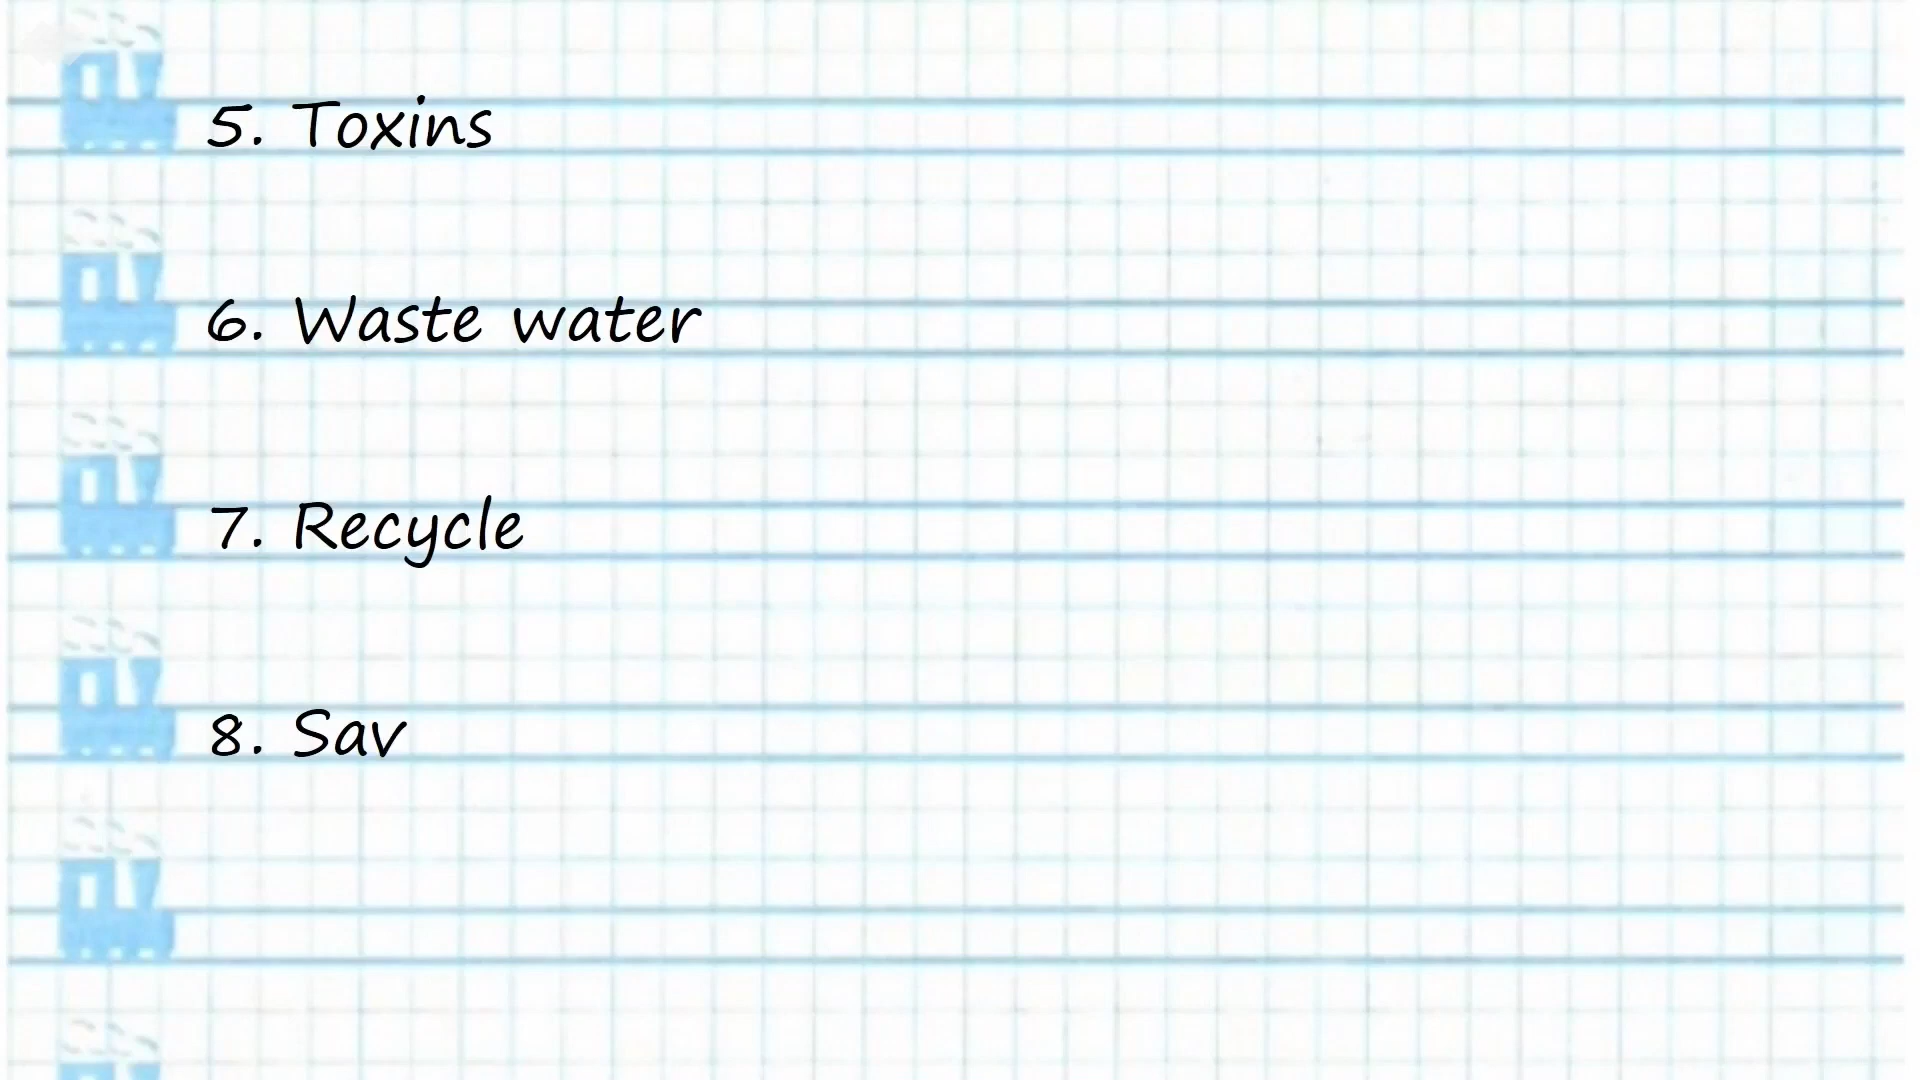 5. Toxins
6. Waste water
7. Recycle
8. Sav